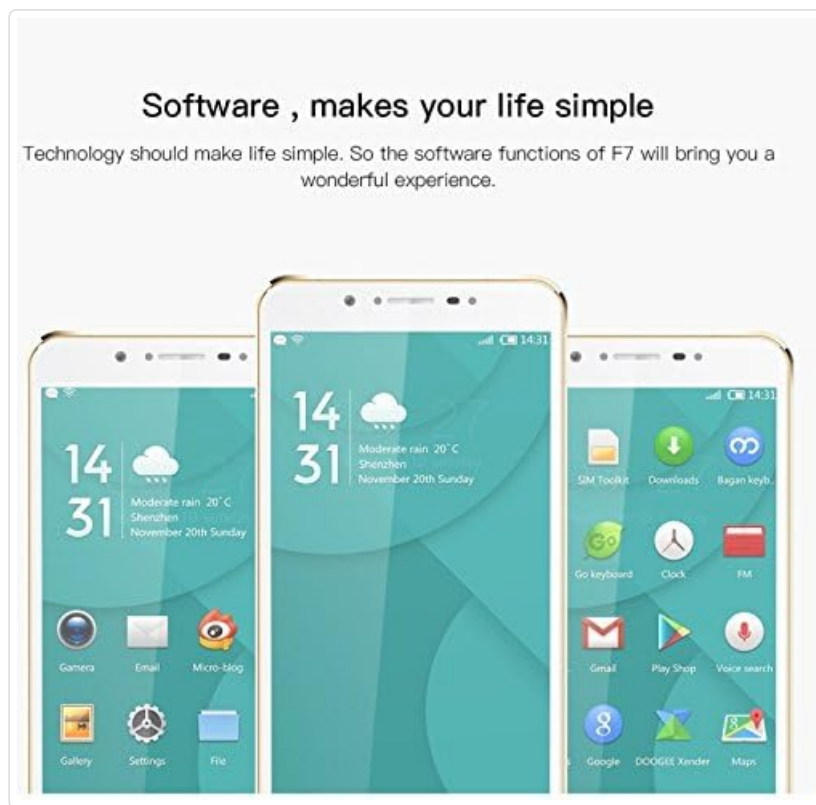 Software , makes your life simple
Technology should make life simple. So the software functions of F7 will bring you a
wonderful experience.
14
31
Moderate rain 20°C
Shenzhen
November 20th Sunday
Gamera
Email
Micro-blog
Gallery
Settings
File
14:31
14
31
Moderate rain 20°C
Shenzhen
November 20th Sunday
14:31
SIM Toolkit
Downloads
Bagan keyb..
Go
Go keyboard
Clock
FM
Gmail
Play Shop
Voice search
8
Google
DOOGEE Xender
8
Maps